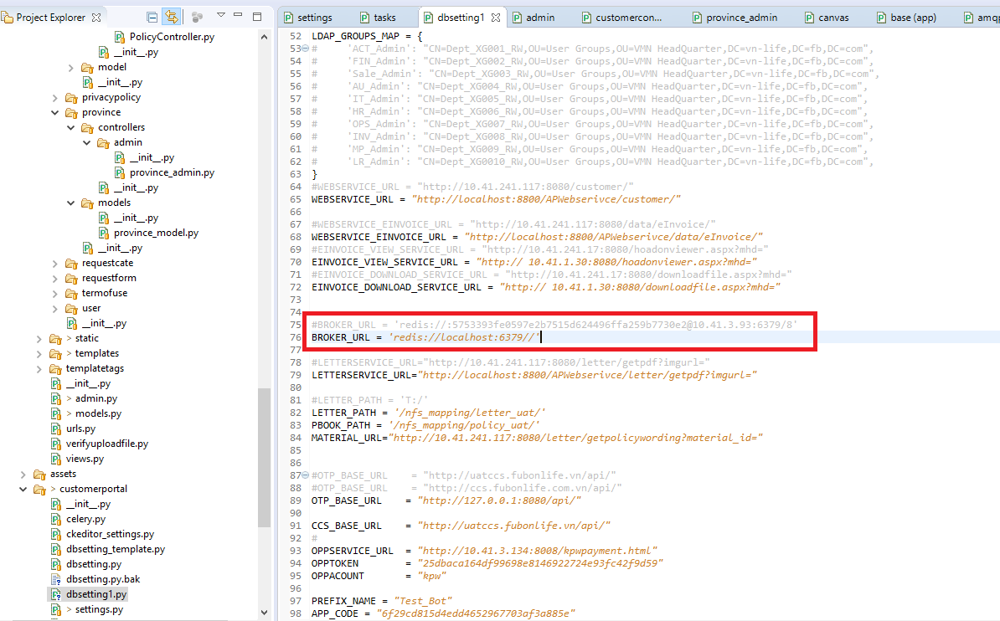 Project Explorer
PolicyController.py
__init__.py
model
__init__.py
privacypolicy
province
controllers
admin
__init__.py
province_admin.py
__init__.py
models
__init__.py
province_model.py
__init__.py
requestcate
requestform
termofuse
user
__init__.py
> static
> templates
templatetags
__init__.py
> admin.py
> models.py
urls.py
verifyuploadfile.py
views.py
assets
> customerportal
__init__.py
celery.py
ckeditor_settings.py
dbsetting_template.py
dbsetting.py
dbsetting.py.bak
dbsetting1.py
> settings.py
settings tasks dbsetting1 admin customercon... province_admin canvas base (app) amqp
52 LDAP_GROUPS_MAP = {
53 #     'ACT_Admin': "CN=Dept_XG001_RW,OU=User Groups,OU=VMN HeadQuarter,DC=vn-life,DC=fb,DC=com",
54 #     'FIN_Admin': "CN=Dept_XG002_RW,OU=User Groups,OU=VMN HeadQuarter,DC=vn-life,DC=fb,DC=com",
55 #     'Sale_Admin': "CN=Dept_XG003_RW,OU=User Groups,OU=VMN HeadQuarter,DC=vn-life,DC=fb,DC=com",
56 #     'AU_Admin': "CN=Dept_XG004_RW,OU=User Groups,OU=VMN HeadQuarter,DC=vn-life,DC=fb,DC=com",
57 #     'IT_Admin': "CN=Dept_XG005_RW,OU=User Groups,OU=VMN HeadQuarter,DC=vn-life,DC=fb,DC=com",
58 #     'HR_Admin': "CN=Dept_XG006_RW,OU=User Groups,OU=VMN HeadQuarter,DC=vn-life,DC=fb,DC=com",
59 #     'OPS_Admin': "CN=Dept_XG007_RW,OU=User Groups,OU=VMN HeadQuarter,DC=vn-life,DC=fb,DC=com",
60 #     'INV_Admin': "CN=Dept_XG008_RW,OU=User Groups,OU=VMN HeadQuarter,DC=vn-life,DC=fb,DC=com",
61 #     'MP_Admin': "CN=Dept_XG009_RW,OU=User Groups,OU=VMN HeadQuarter,DC=vn-life,DC=fb,DC=com",
62 #     'LR_Admin': "CN=Dept_XG0010_RW,OU=User Groups,OU=VMN HeadQuarter,DC=vn-life,DC=fb,DC=com",
63 }
64 #WEBSERVICE_URL = "http://10.41.241.117:8080/customer/"
65 WEBSERVICE_URL = "http://localhost:8800/APWebserivce/customer/"
66
67 #WEBSERVICE_EINVOICE_URL = "http://10.41.241.117:8080/data/eInvoice/"
68 WEBSERVICE_EINVOICE_URL = "http://localhost:8800/APWebserivce/data/eInvoice/"
69 #EINVOICE_VIEW_SERVICE_URL = "http://10.41.241.17:8080/hoadonviewer.aspx?mhd="
70 EINVOICE_VIEW_SERVICE_URL = "http:// 10.41.1.30:8080/hoadonviewer.aspx?mhd="
71 #EINVOICE_DOWNLOAD_SERVICE_URL = "http://10.41.241.17:8080/downloadfile.aspx?mhd="
72 EINVOICE_DOWNLOAD_SERVICE_URL = "http:// 10.41.1.30:8080/downloadfile.aspx?mhd="
73
74
75 #BROKER_URL = 'redis://:5753393fe0597e2b7515d624496ffa259b7730e2@10.41.3.93:6379/8'
76 BROKER_URL = 'redis://localhost:6379//'
77
78 #LETTERSERVICE_URL="http://10.41.241.117:8080/letter/getpdf?imgurl="
79 LETTERSERVICE_URL="http://localhost:8800/APWebserivce/letter/getpdf?imgurl="
80
81 #LETTER_PATH = 'T:/'
82 LETTER_PATH = '/nfs_mapping/letter_uat/'
83 PBOOK_PATH = '/nfs_mapping/policy_uat/'
84 MATERIAL_URL="http://10.41.241.117:8080/letter/getpolicywording?material_id="
85
86
87 #OTP_BASE_URL    = "http://uatccs.fubonlife.vn/api/"
88 #OTP_BASE_URL    = "http://ccs.fubonlife.com.vn/api/"
89 OTP_BASE_URL    = "http://127.0.0.1:8080/api/"
90
91 CCS_BASE_URL    = "http://uatccs.fubonlife.vn/api/"
92 #
93 OPPSERVICE_URL  = "http://10.41.3.134:8008/kpwpayment.html"
94 OPPTOKEN        = "25dbaca164df99698e8146922724e93fc42f9d59"
95 OPPACOUNT       = "kpw"
96
97 PREFIX_NAME = "Test_Bot"
98 APP_CODE = "6f29cd815d4edd4652967703af3a885e"